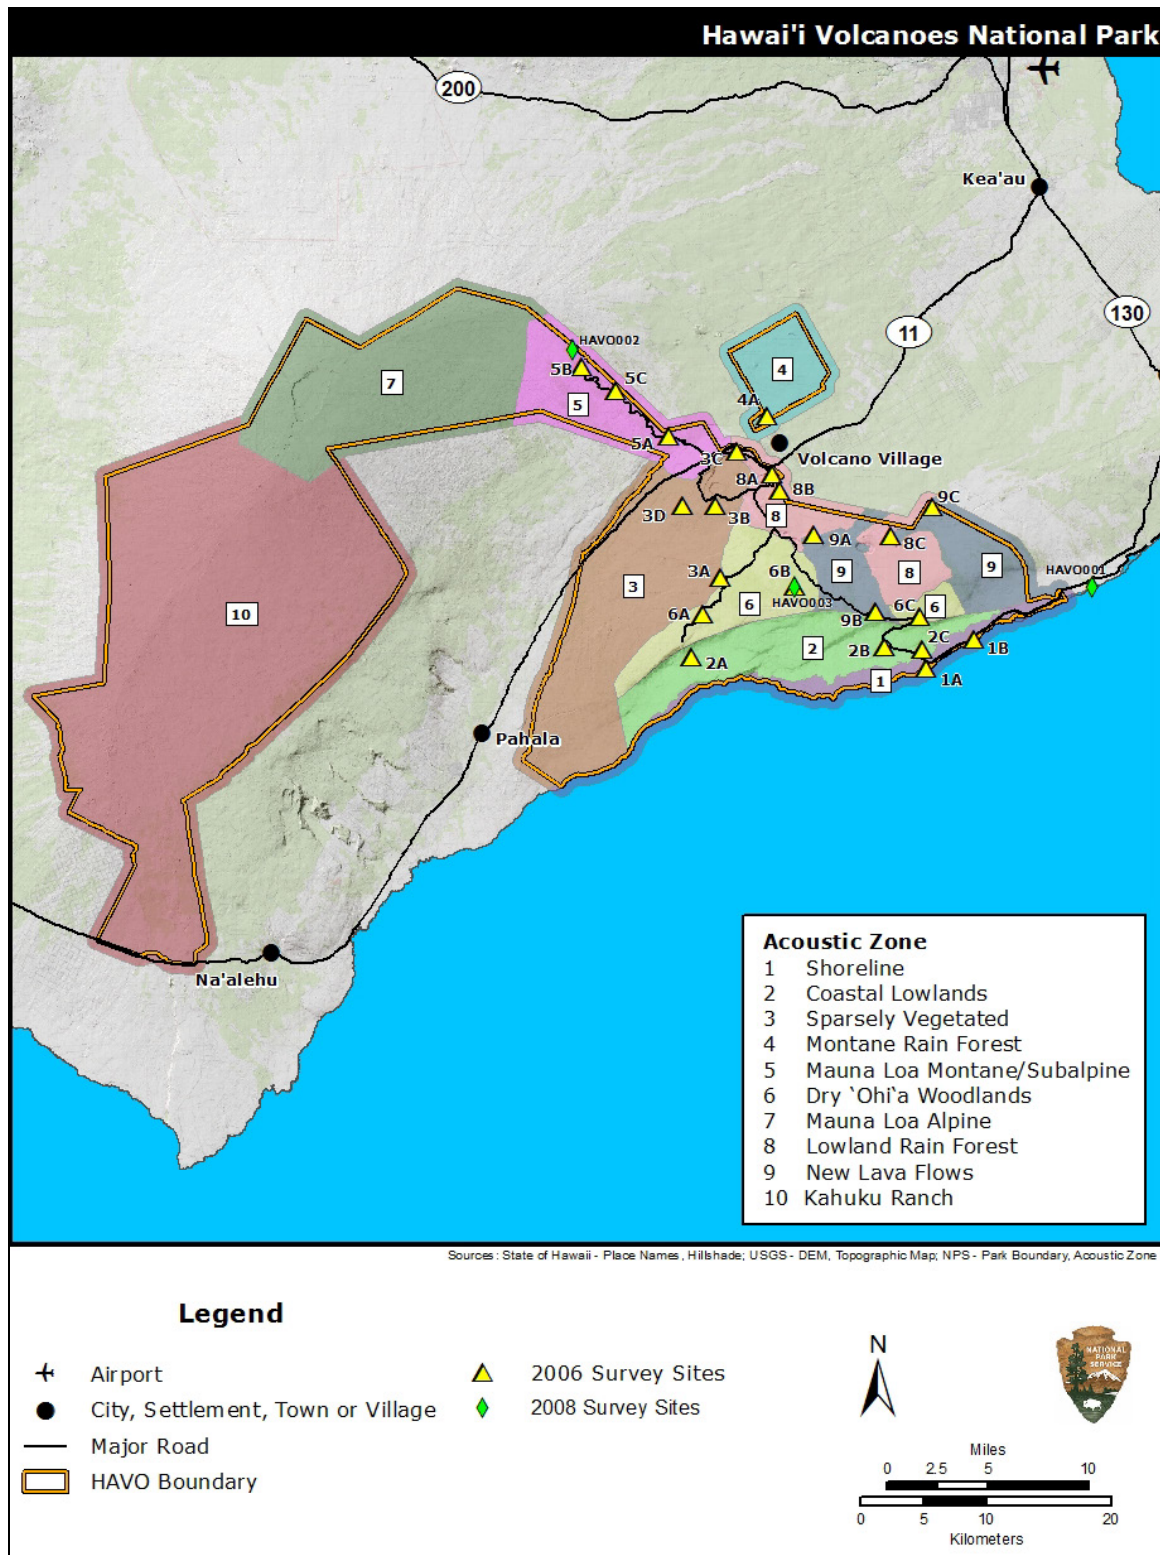 Hawai'i Volcanoes National Park
200
Kea'au
130
11
HAVO002
7
5B
5C
5
4
4A
5A
3C
Volcano Village
8A
8B
9C
3D
3B
8
9A
8C
HAVO001
3
3A
6B
9
8
9
10
HAVO003
6A
6
9B
6C
6
2A
2
2B
2C
1B
1
1A
Pahala
Na'alehu
Acoustic Zone
1 Shoreline
2 Coastal Lowlands
3 Sparsely Vegetated
4 Montane Rain Forest
5 Mauna Loa Montane/Subalpine
6 Dry `Ohi`a Woodlands
7 Mauna Loa Alpine
8 Lowland Rain Forest
9 New Lava Flows
10 Kahuku Ranch
Sources: State of Hawaii - Place Names, Hillshade; USGS - DEM, Topographic Map; NPS - Park Boundary, Acoustic Zone
Legend
Airport
City, Settlement, Town or Village
Major Road
HAVO Boundary
2006 Survey Sites
2008 Survey Sites
N
NATIONAL
PARK
SERVICE
Miles
0 2.5 5 10
0 5 10 20
Kilometers